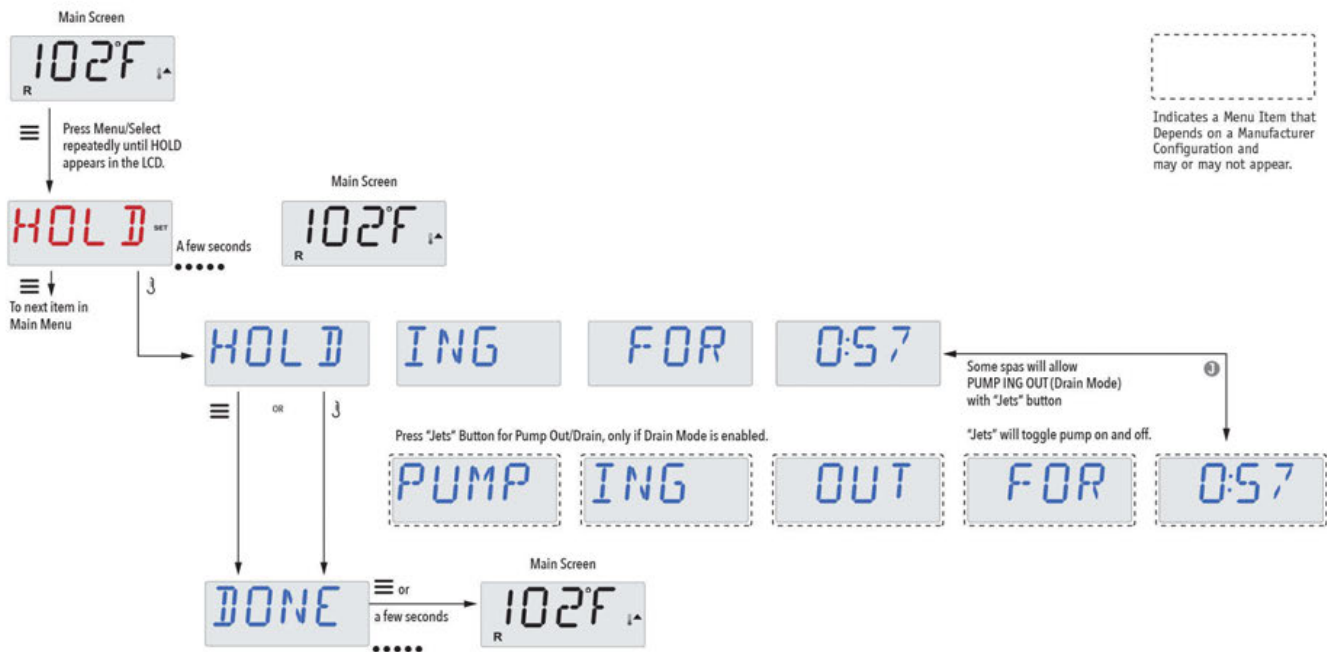 Main Screen
102°F
R
Press Menu/Select
repeatedly until HOLD
appears in the LCD.
Indicates a Menu Item that
Depends on a Manufacturer
Configuration and
may or may not appear.
Main Screen
102°F
R
HOLD SET
A few seconds
To next item in
Main Menu
HOLD ING FOR 0:57
OR
Some spas will allow
PUMP ING OUT (Drain Mode)
with "Jets" button
J
Press "Jets" Button for Pump Out/Drain, only if Drain Mode is enabled.
"Jets" will toggle pump on and off.
PUMP ING OUT FOR 0:57
DONE
or
a few seconds
Main Screen
102°F
R